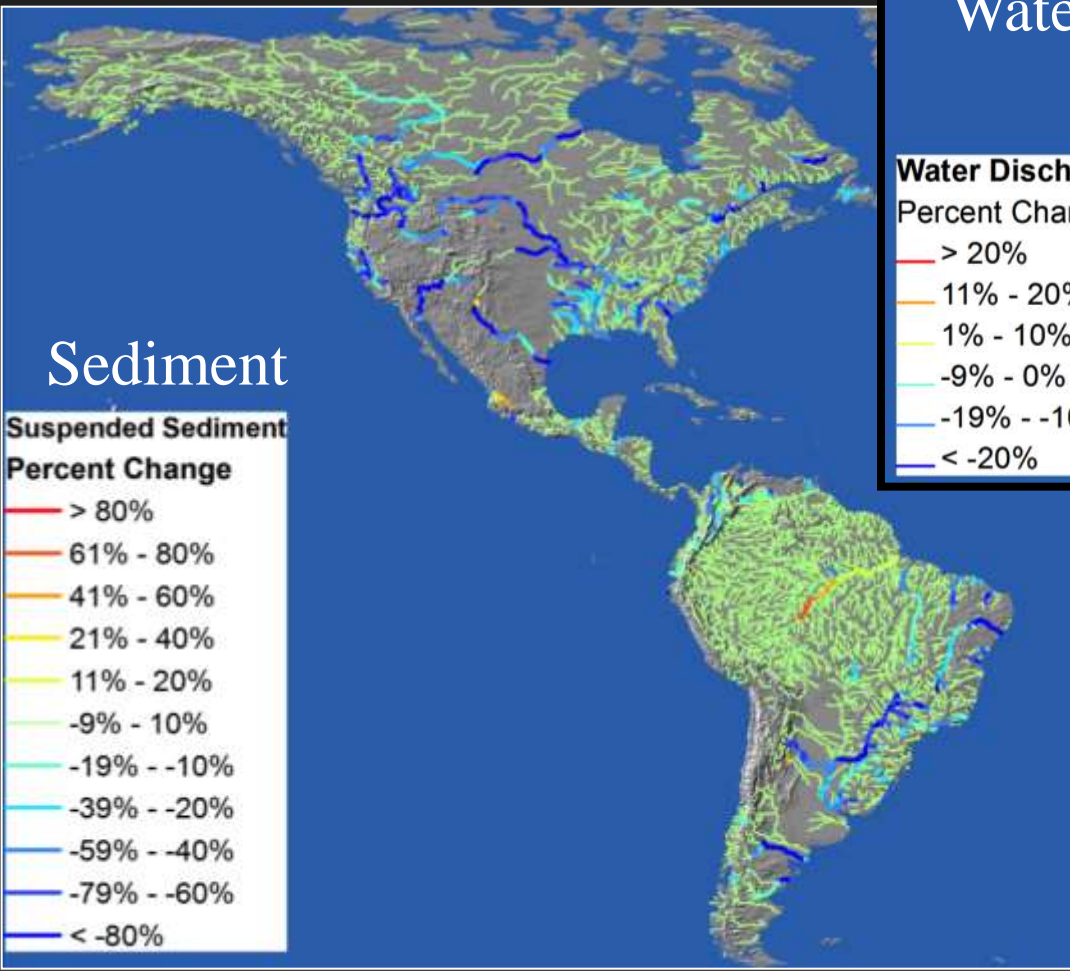 Sediment
Suspended Sediment
Percent Change
> 80%
61% - 80%
41% - 60%
21% - 40%
11% - 20%
-9% - 10%
-19% - -10%
-39% - -20%
-59% - -40%
-79% - -60%
< -80%
Wate
Water Disch
Percent Cha
> 20%
11% - 20%
1% - 10%
-9% - 0%
-19% - -1
< -20%